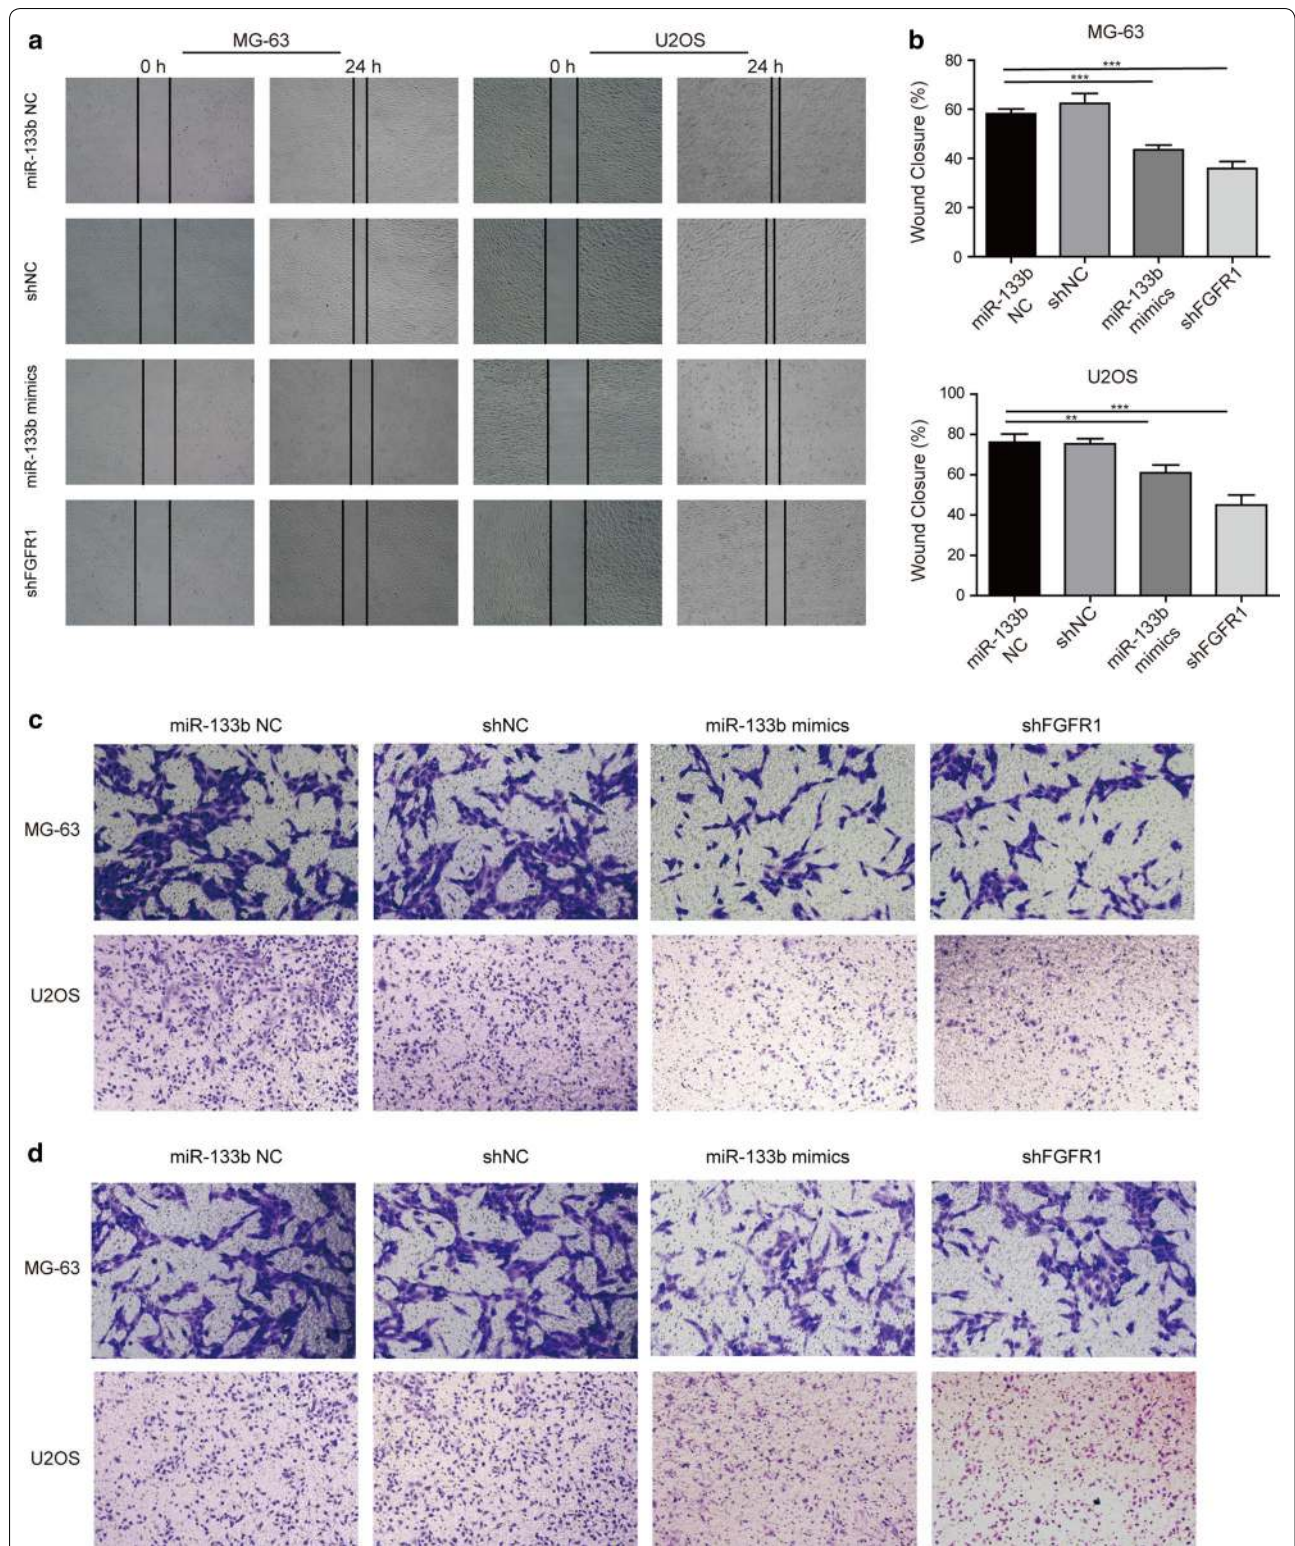 a
MG-63
U2OS
0 h
24 h
0 h
24 h
miR-133b NC
shNC
miR-133b mimics
shFGFR1
b
MG-63
Wound Closure (%)
80
60
40
20
0
***
***
miR-133b
NC
shNC
miR-133b
mimics
shFGFR1
U2OS
Wound Closure (%)
100
80
60
40
20
0
***
**
miR-133b
NC
shNC
miR-133b
mimics
shFGFR1
c
miR-133b NC
shNC
miR-133b mimics
shFGFR1
MG-63
U2OS
d
miR-133b NC
shNC
miR-133b mimics
shFGFR1
MG-63
U2OS